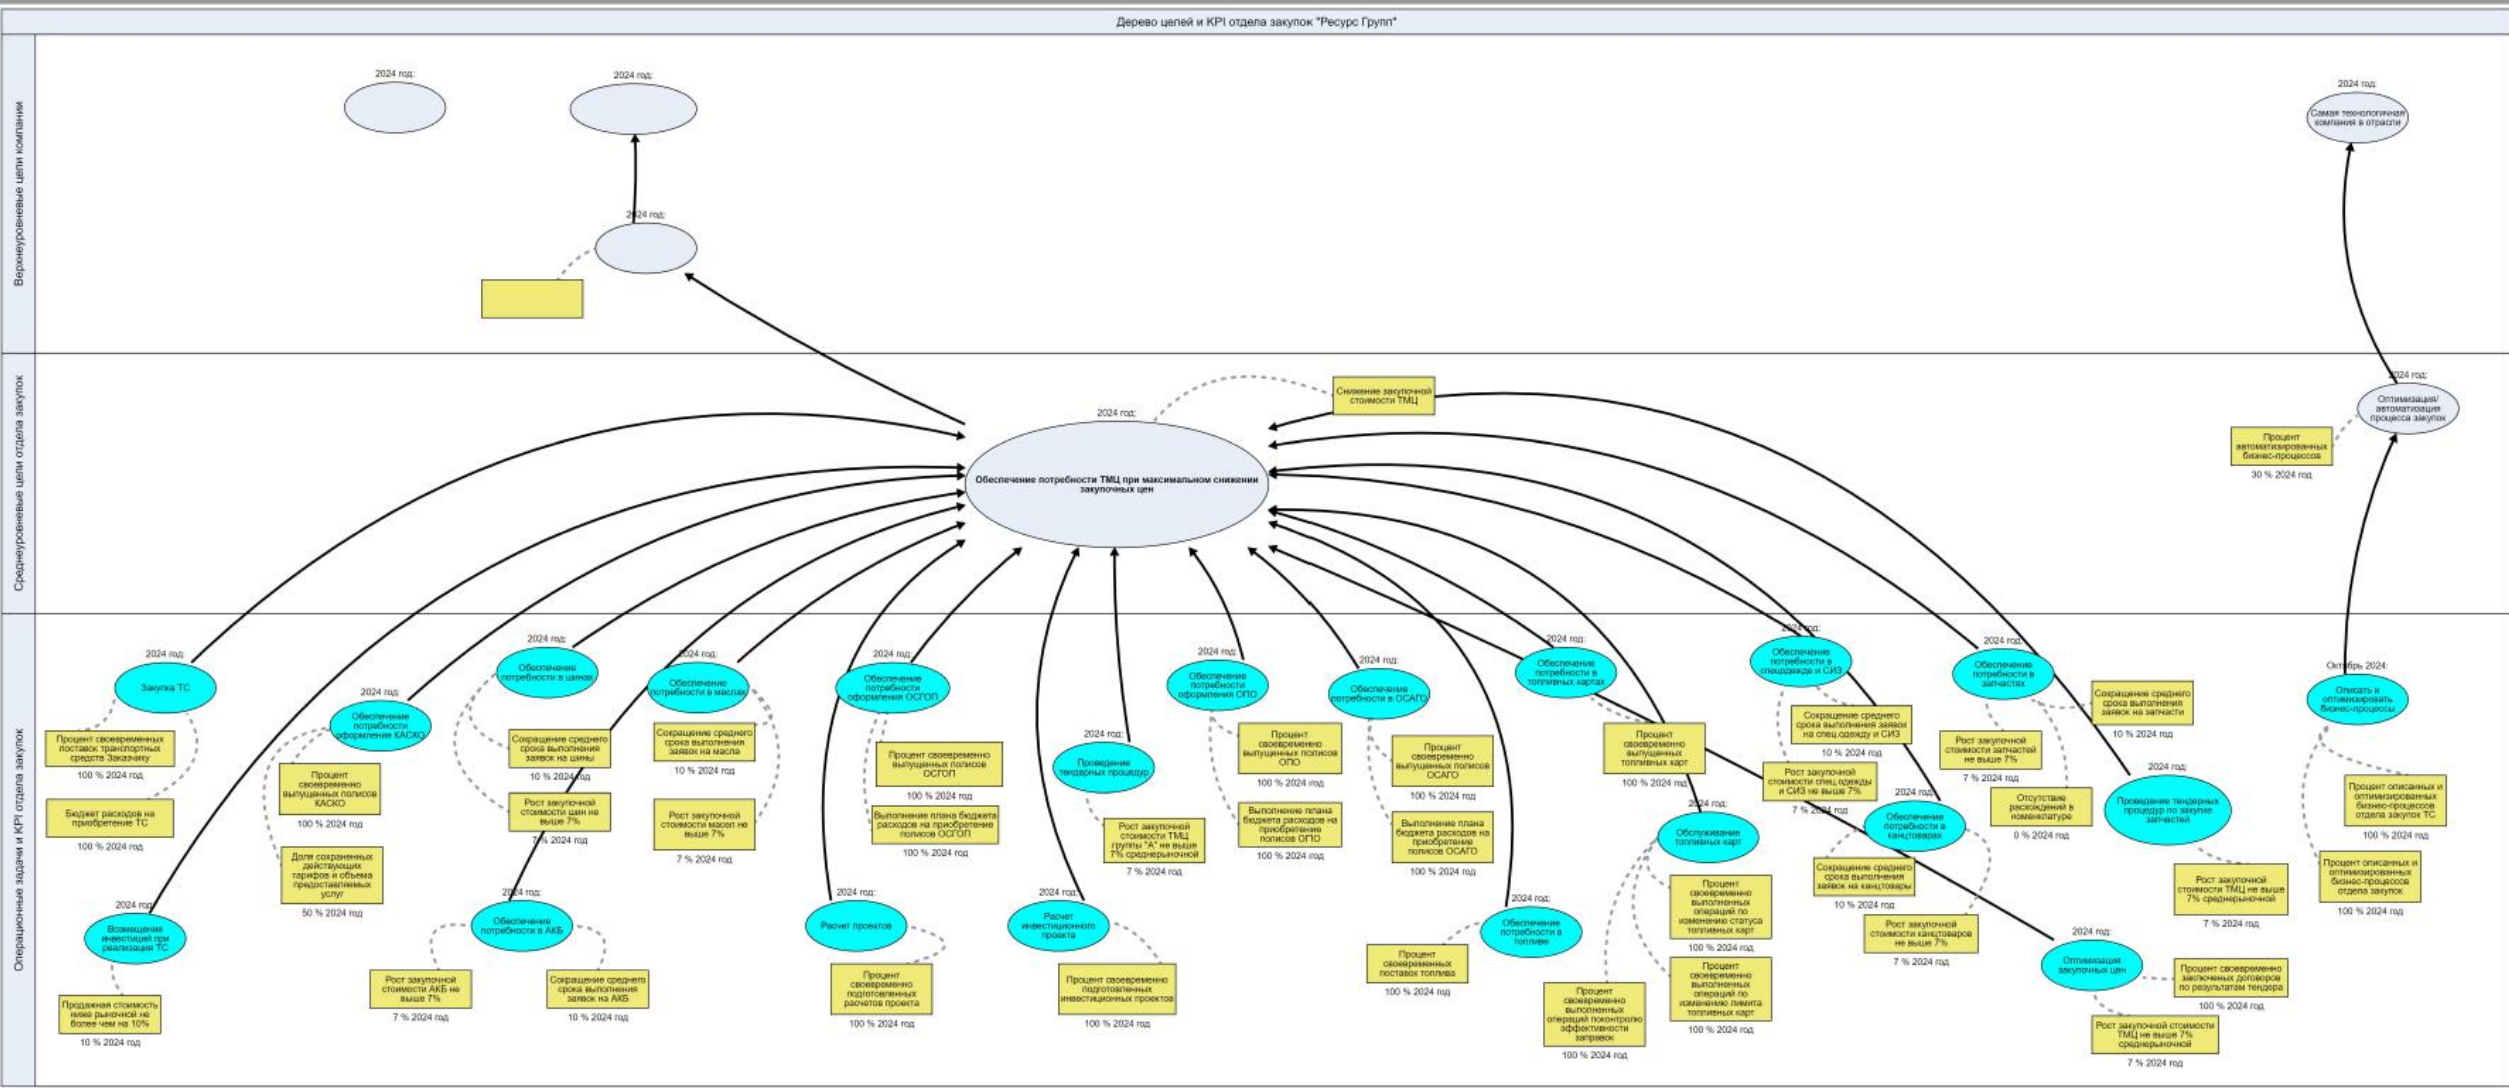 Дерево целей и KPI отдела закупок "Ресурс Групп"
Верхнеуровневые цели компании
2024 год:
2024 год:
2024 год:
Самая технологичная
компания в отрасли
2024 год:
Среднеуровневые цели отдела закупок
Снижение закупочной
стоимости ТМЦ
2024 год:
Обеспечение потребности ТМЦ при максимальном снижении
закупочных цен
2024 год:
Оптимизация/
автоматизация
процесса закупок
Процент
автоматизированных
бизнес-процессов
30 % 2024 год
Операционные задачи и KPI отдела закупок
2024 год:
Закупка ТС
Процент своевременных
поставок транспортных
средств Заказчику
100 % 2024 год
Бюджет расходов на
приобретение ТС
100 % 2024 год
2024 год:
Возмещение
инвестиций при
реализация ТС
Продажная стоимость
ниже рыночной не
более чем на 10%
10 % 2024 год
2024 год:
Обеспечение
потребности
оформления КАСКО
Процент
своевременно
выпущенных полисов
КАСКО
100 % 2024 год
Доля сохраненных
действующих
тарифов и объема
предоставляемых
услуг
50 % 2024 год
2024 год:
Обеспечение
потребности в шинах
Сокращение среднего
срока выполнения
заявок на шины
10 % 2024 год
Рост закупочной
стоимости шин не
выше 7%
7 % 2024 год
2024 год:
Обеспечение
потребности в АКБ
Рост закупочной
стоимости АКБ не
выше 7%
7 % 2024 год
Сокращение среднего
срока выполнения
заявок на АКБ
10 % 2024 год
2024 год:
Обеспечение
потребности в маслах
Сокращение среднего
срока выполнения
заявок на масла
10 % 2024 год
Рост закупочной
стоимости масел не
выше 7%
7 % 2024 год
2024 год:
Обеспечение
потребности
оформления ОСГОП
Процент своевременно
выпущенных полисов
ОСГОП
100 % 2024 год
Выполнение плана бюджета
расходов на приобретение
полисов ОСГОП
100 % 2024 год
2024 год:
Расчет проектов
Процент
своевременно
подготовленных
расчетов проекта
100 % 2024 год
2024 год:
Расчет
инвестиционного
проекта
Процент своевременно
подготовленных
инвестиционных проектов
100 % 2024 год
2024 год:
Проведение
тендерных процедур
Рост закупочной
стоимости ТМЦ
группы "А" не выше
7% среднерыночной
7 % 2024 год
2024 год:
Обеспечение
потребности
оформления ОПО
Процент
своевременно
выпущенных полисов
ОПО
100 % 2024 год
Выполнение плана
бюджета расходов на
приобретение
полисов ОПО
100 % 2024 год
2024 год:
Обеспечение
потребности в ОСАГО
Процент
своевременно
выпущенных полисов
ОСАГО
100 % 2024 год
Выполнение плана
бюджета расходов на
приобретение
полисов ОСАГО
100 % 2024 год
2024 год:
Обеспечение
потребности в
топливе
Процент
своевременных
поставок топлива
100 % 2024 год
2024 год:
Обеспечение
потребности в
топливных картах
Процент
своевременно
выпущенных
топливных карт
100 % 2024 год
2024 год:
Обслуживание
топливных карт
Процент
своевременно
выполненных
операций по
изменению статуса
топливных карт
100 % 2024 год
Процент
своевременно
выполненных
операций по
изменению лимита
топливных карт
100 % 2024 год
Процент
своевременно
выполненных
операций поконтролю
эффективности
заправок
100 % 2024 год
2024 год:
Обеспечение
потребности в
спецодежде и СИЗ
Сокращение среднего
срока выполнения заявок
на спец.одежду и СИЗ
10 % 2024 год
Рост закупочной
стоимости спец.одежды
и СИЗ не выше 7%
7 % 2024 год
2024 год:
Обеспечение
потребности в
канцтоварах
Сокращение среднего
срока выполнения
заявок на канцтовары
10 % 2024 год
Рост закупочной
стоимости канцтоваров
не выше 7%
7 % 2024 год
2024 год:
Обеспечение
потребности в
запчастях
Сокращение среднего
срока выполнения
заявок на запчасти
10 % 2024 год
Рост закупочной
стоимости запчастей
не выше 7%
7 % 2024 год
Отсутствие
расхождений в
номенклатуре
0 % 2024 год
2024 год:
Проведение тендерных
процедур по закупке
запчастей
Рост закупочной
стоимости ТМЦ не выше
7% среднерыночной
7 % 2024 год
2024 год:
Оптимизация
закупочных цен
Процент своевременно
заключеных договоров
по результатам тендера
100 % 2024 год
Рост закупочной стоимости
ТМЦ не выше 7%
среднерыночной
7 % 2024 год
Октябрь 2024:
Описать и
оптимизировать
бизнес-процессы
Процент описанных и
оптимизированных
бизнес-процессов
отдела закупок ТС
100 % 2024 год
Процент описанных и
оптимизированных
бизнес-процессов
отдела закупок
100 % 2024 год